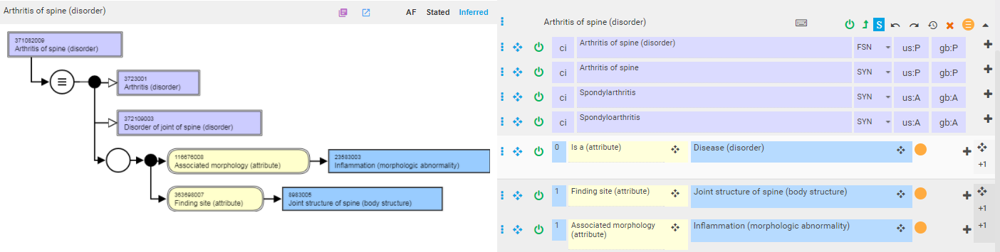 Arthritis of spine (disorder)
AF Stated Inferred
371082009
Arthritis of spine (disorder)
3723001
Arthritis (disorder)
372109003
Disorder of joint of spine (disorder)
116676008
Associated morphology (attribute)
23583003
Inflammation (morphologic abnormality)
363698007
Finding site (attribute)
8983005
Joint structure of spine (body structure)
Arthritis of spine (disorder)
S
ci Arthritis of spine (disorder) FSN us:P gb:P
ci Arthritis of spine SYN us:P gb:P
ci Spondylarthritis SYN us:A gb:A
ci Spondyloarthritis SYN us:A gb:A
0 Is a (attribute) Disease (disorder)
+1
1 Finding site (attribute) Joint structure of spine (body structure)
+1
1 Associated morphology (attribute) Inflammation (morphologic abnormality)
+1